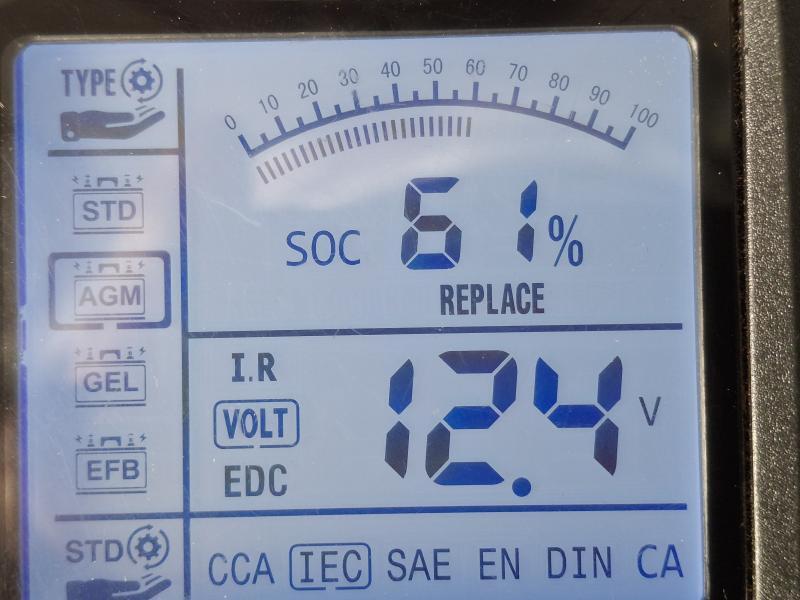 TYPE
0 10 20 30 40 50 60 70 80 90 100
STD
SOC 61%
AGM
REPLACE
I.R
GEL
VOLT 12.4 V
EFB
EDC
STD
CCA IEC SAE EN DIN CA